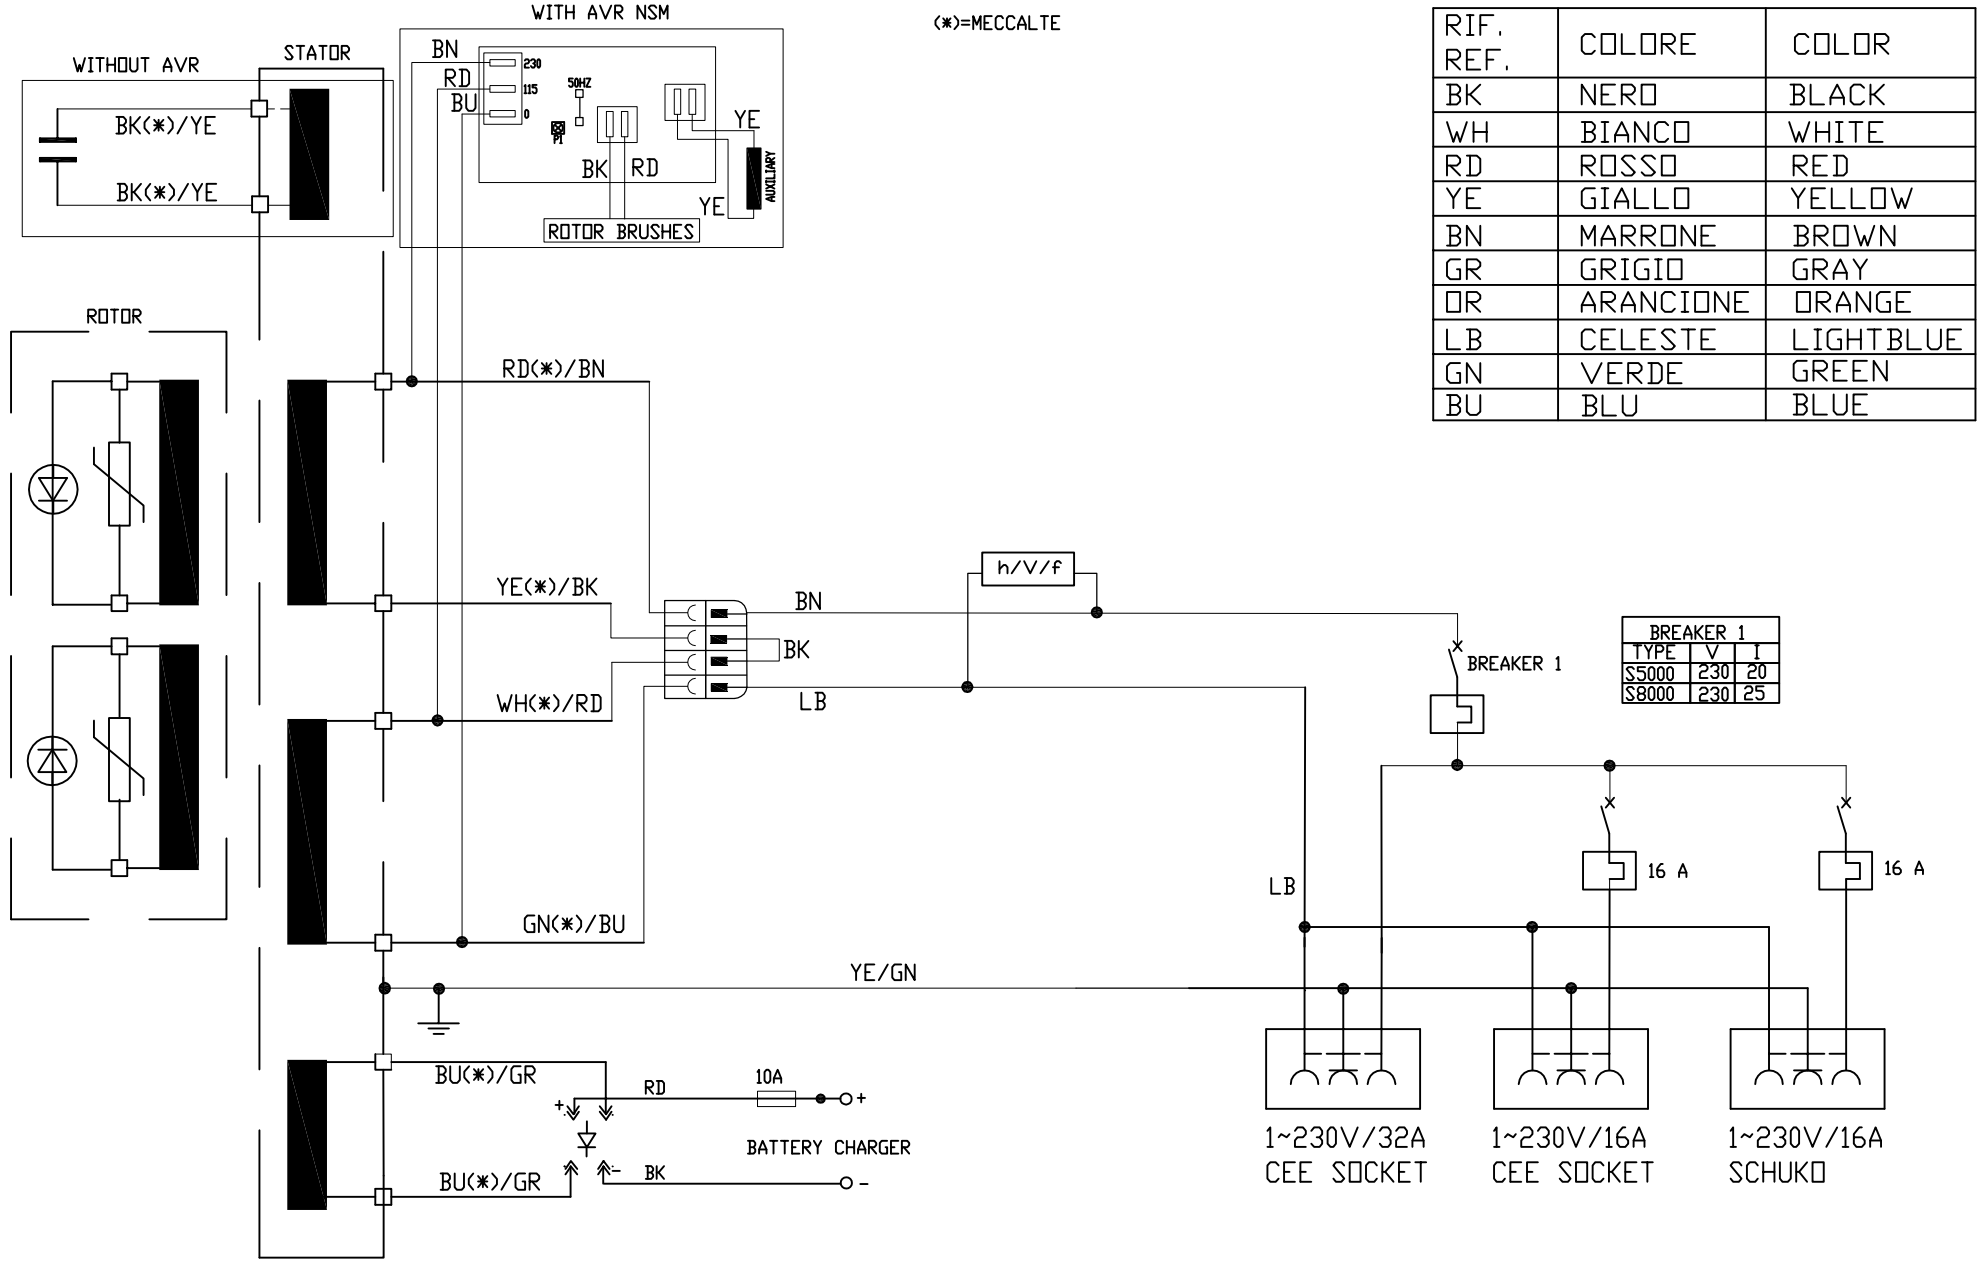 WITH AVR NSM
(*)=MECCALTE
WITHOUT AVR
STATOR
BK(*)/YE
BK(*)/YE
BN
RD
BU
230
115
0
50HZ
P1
BK
RD
YE
YE
AUXILIARY
ROTOR BRUSHES
RIF.
REF.
COLORE
COLOR
BK
NERO
BLACK
WH
BIANCO
WHITE
RD
ROSSO
RED
YE
GIALLO
YELLOW
BN
MARRONE
BROWN
GR
GRIGIO
GRAY
OR
ARANCIONE
ORANGE
LB
CELESTE
LIGHTBLUE
GN
VERDE
GREEN
BU
BLU
BLUE
ROTOR
RD(*)/BN
YE(*)/BK
WH(*)/RD
GN(*)/BU
BN
BK
LB
h/V/f
BREAKER 1
BREAKER 1
TYPE
V
I
S5000
230
20
S8000
230
25
16 A
16 A
LB
YE/GN
BU(*)/GR
BU(*)/GR
+
-
RD
10A
+
BATTERY CHARGER
BK
-
1~230V/32A
CEE SOCKET
1~230V/16A
CEE SOCKET
1~230V/16A
SCHUKO